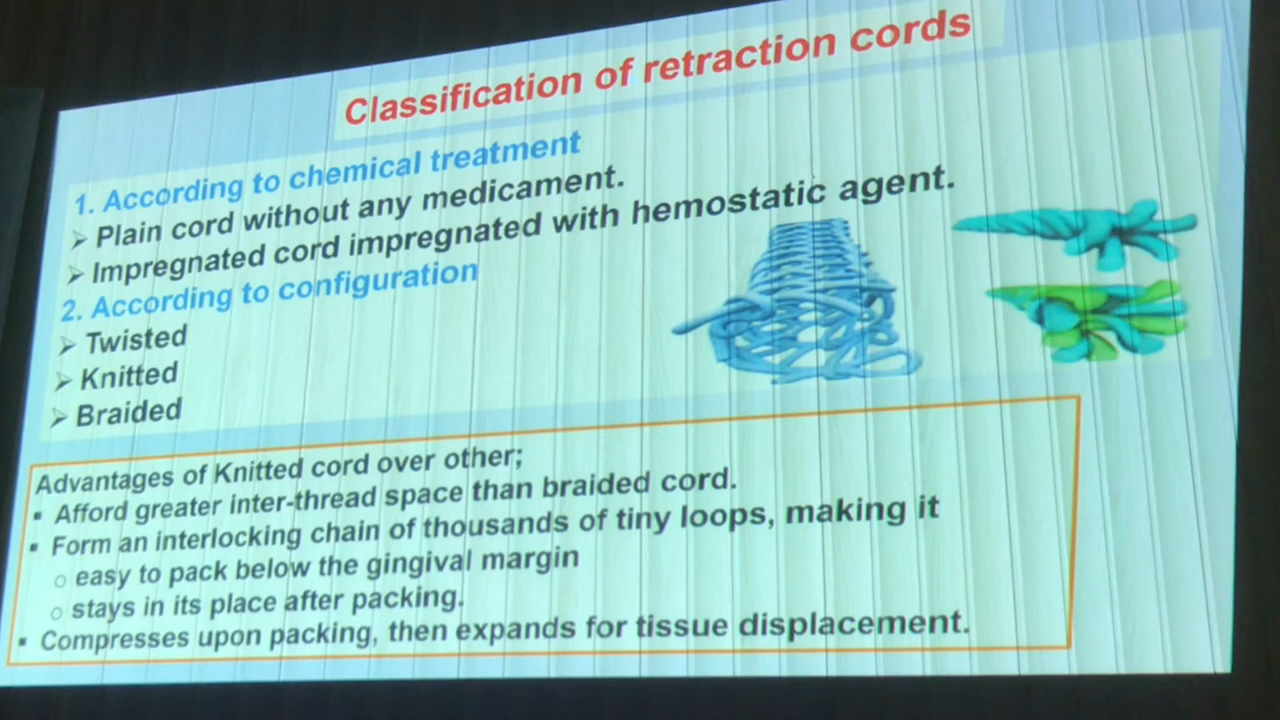 Classification of retraction cords
1. According to chemical treatment
➢ Plain cord without any medicament.
➢ Impregnated cord impregnated with hemostatic agent.
2. According to configuration
➢ Twisted
➢ Knitted
➢ Braided
Advantages of Knitted cord over other;
▪ Afford greater inter-thread space than braided cord.
▪ Form an interlocking chain of thousands of tiny loops, making it
o easy to pack below the gingival margin
o stays in its place after packing.
▪ Compresses upon packing, then expands for tissue displacement.